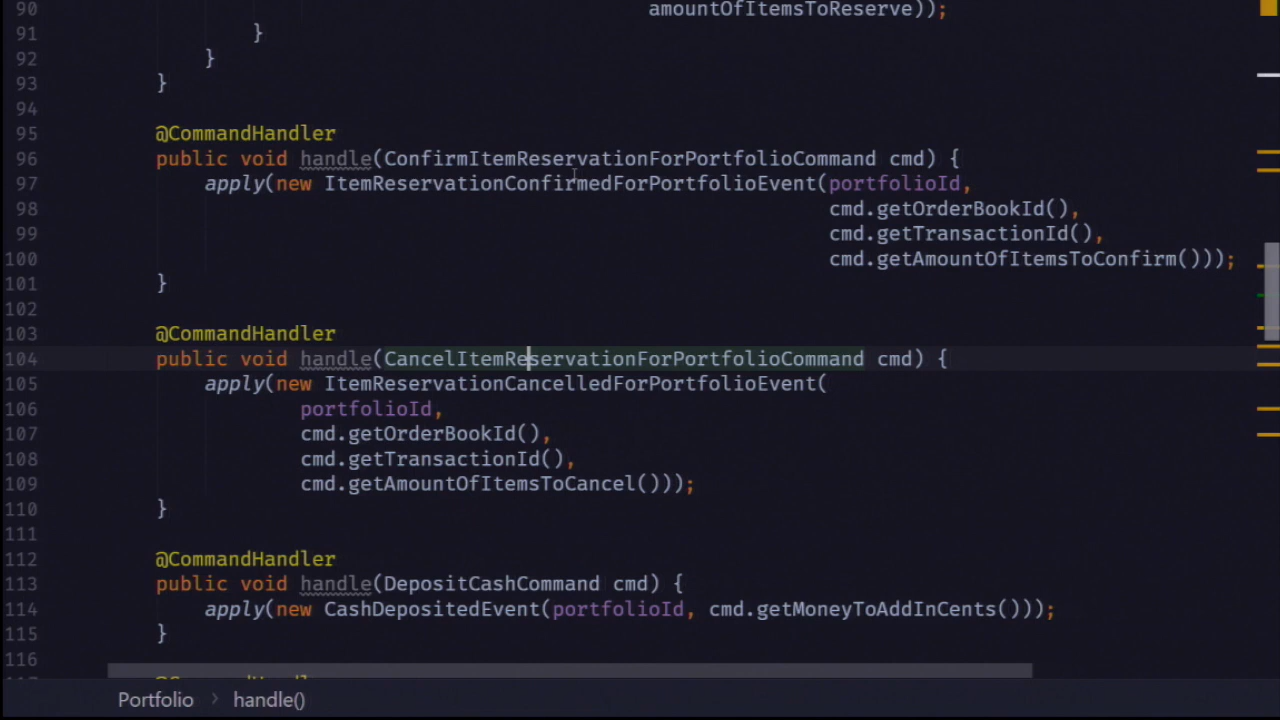 90 amountOfItemsToReserve));
91 }
92 }
93 }
94
95 @CommandHandler
96 public void handle(ConfirmItemReservationForPortfolioCommand cmd) {
97 apply(new ItemReservationConfirmedForPortfolioEvent(portfolioId,
98 cmd.getOrderBookId(),
99 cmd.getTransactionId(),
100 cmd.getAmountOfItemsToConfirm()));
101 }
102
103 @CommandHandler
104 public void handle(CancelItemReservationForPortfolioCommand cmd) {
105 apply(new ItemReservationCancelledForPortfolioEvent(
106 portfolioId,
107 cmd.getOrderBookId(),
108 cmd.getTransactionId(),
109 cmd.getAmountOfItemsToCancel()));
110 }
111
112 @CommandHandler
113 public void handle(DepositCashCommand cmd) {
114 apply(new CashDepositedEvent(portfolioId, cmd.getMoneyToAddInCents()));
115 }
116
Portfolio > handle()